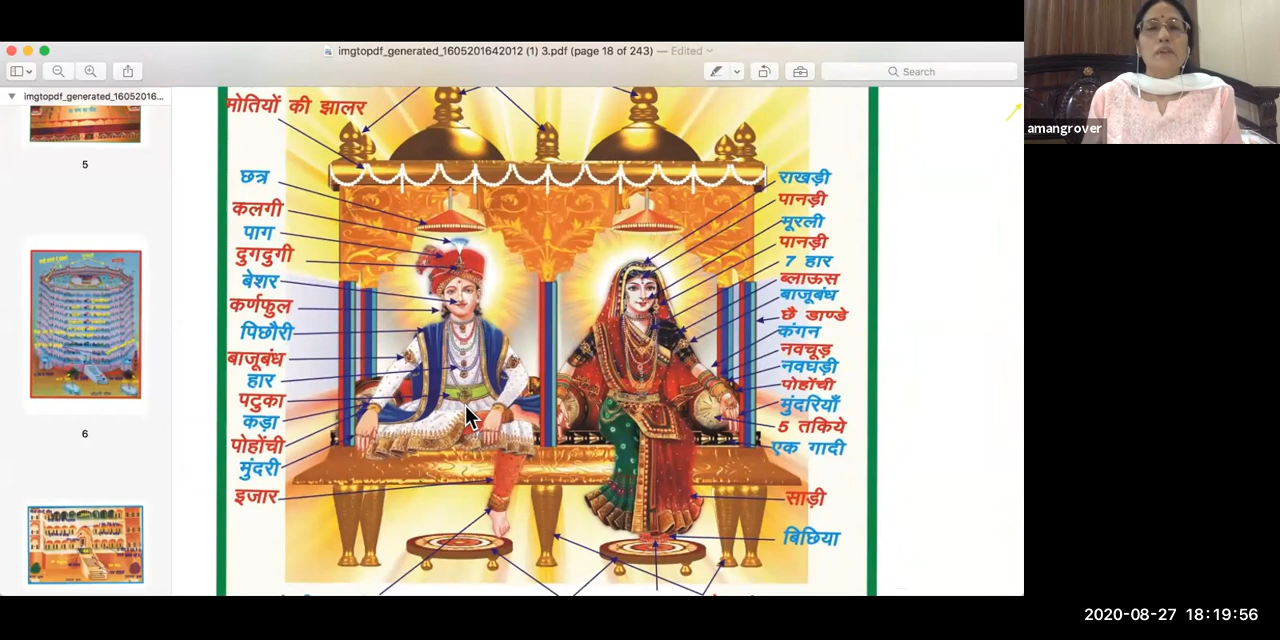 imgtopdf_generated_1605201642012 (1) 3.pdf (page 18 of 243) — Edited
Search
imgtopdf_generated_16052016...
5
6
मोतियों की झालर
छत्र
कलगी
पाग
दुगदुगी
बेशर
कर्णफुल
पिछौरी
बाजूबंध
हार
पटुका
कड़ा
पोहोंची
मुंदरी
इजार
राखड़ी
पानड़ी
मूरली
पानड़ी
7 हार
ब्लाऊस
बाजूबंध
छै डाण्डे
कंगन
नवचूड़
नवघड़ी
पोहोंची
मुंदरियाँ
5 तकिये
एक गादी
साड़ी
बिछिया
amangrover
2020-08-27 18:19:56